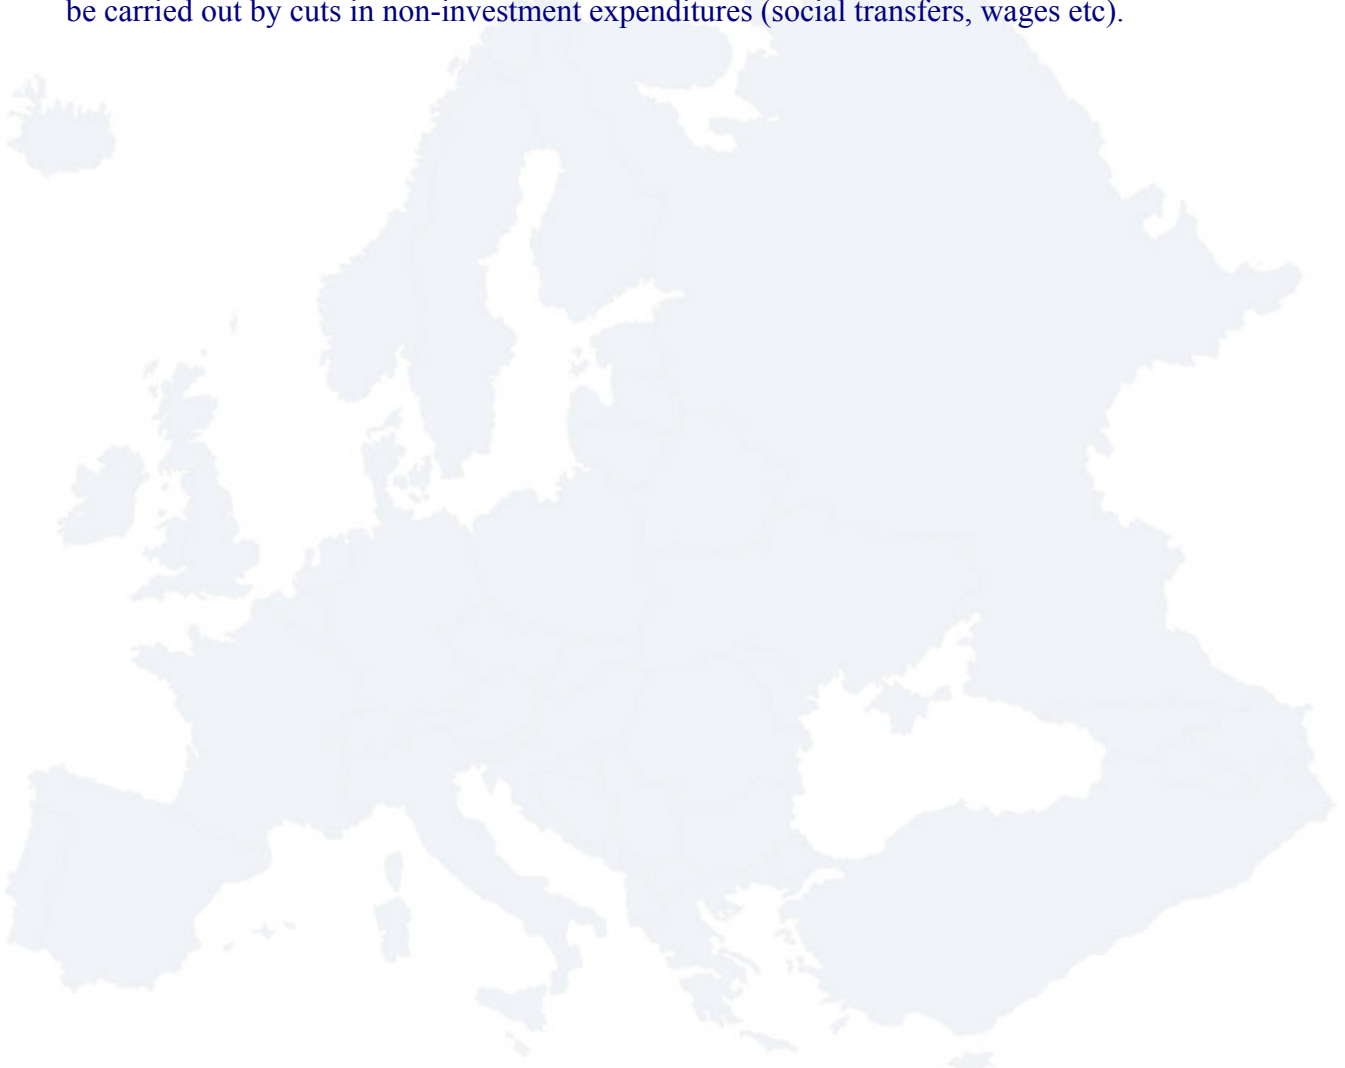 be carried out by cuts in non-investment expenditures (social transfers, wages etc).